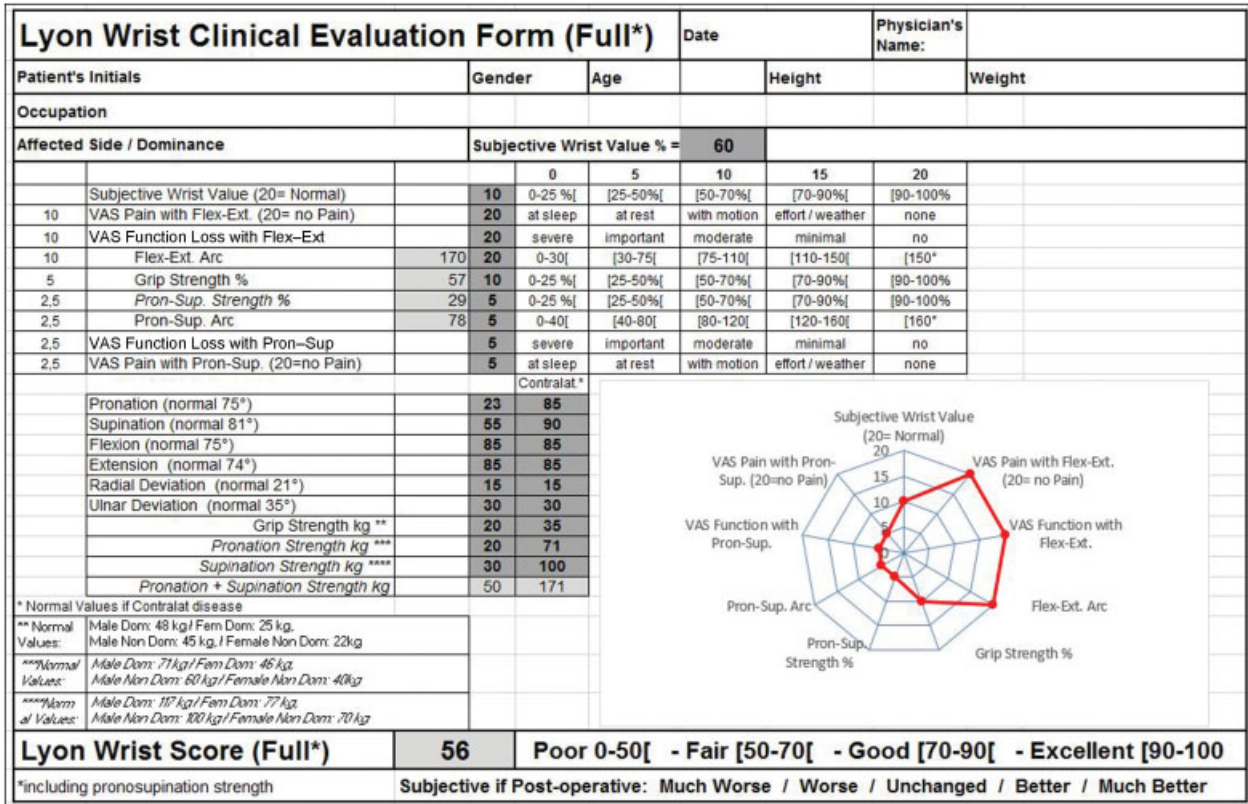 Lyon Wrist Clinical Evaluation Form (Full*) Date Physician's Name:
Patient's Initials Gender Age Height Weight
Occupation
Affected Side / Dominance Subjective Wrist Value % = 60
0 5 10 15 20
Subjective Wrist Value (20= Normal) 10 0-25 %[ [25-50%[ [50-70%[ [70-90%[ [90-100%
10 VAS Pain with Flex-Ext. (20= no Pain) 20 at sleep at rest with motion effort / weather none
10 VAS Function Loss with Flex–Ext 20 severe important moderate minimal no
10 Flex-Ext. Arc 170 20 0-30[ [30-75[ [75-110[ [110-150[ [150*
5 Grip Strength % 57 10 0-25 %[ [25-50%[ [50-70%[ [70-90%[ [90-100%
2,5 Pron-Sup. Strength % 29 5 0-25 %[ [25-50%[ [50-70%[ [70-90%[ [90-100%
2,5 Pron-Sup. Arc 78 5 0-40[ [40-80[ [80-120[ [120-160[ [160*
2,5 VAS Function Loss with Pron–Sup 5 severe important moderate minimal no
2,5 VAS Pain with Pron-Sup. (20=no Pain) 5 at sleep at rest with motion effort / weather none
Contralat.*
Pronation (normal 75°) 23 85
Supination (normal 81°) 55 90
Flexion (normal 75°) 85 85
Extension (normal 74°) 85 85
Radial Deviation (normal 21°) 15 15
Ulnar Deviation (normal 35°) 30 30
Grip Strength kg ** 20 35
Pronation Strength kg *** 20 71
Supination Strength kg **** 30 100
Pronation + Supination Strength kg 50 171
* Normal Values if Contralat disease
** Normal Values: Male Dom: 48 kg / Fem Dom: 25 kg,
Male Non Dom: 45 kg, / Female Non Dom: 22kg
***Normal Values: Male Dom: 71 kg / Fem Dom: 46 kg,
Male Non Dom: 60 kg / Female Non Dom: 40kg
****Norm al Values: Male Dom: 117 kg / Fem Dom: 77 kg,
Male Non Dom: 100 kg / Female Non Dom: 70 kg
Subjective Wrist Value
(20= Normal)
20
15
10
5
0
VAS Pain with Flex-Ext.
(20= no Pain)
VAS Function with
Flex-Ext.
Flex-Ext. Arc
Grip Strength %
Pron-Sup.
Strength %
Pron-Sup. Arc
VAS Function with
Pron-Sup.
VAS Pain with Pron-
Sup. (20=no Pain)
Lyon Wrist Score (Full*) 56 Poor 0-50[ - Fair [50-70[ - Good [70-90[ - Excellent [90-100
*including pronosupination strength Subjective if Post-operative: Much Worse / Worse / Unchanged / Better / Much Better